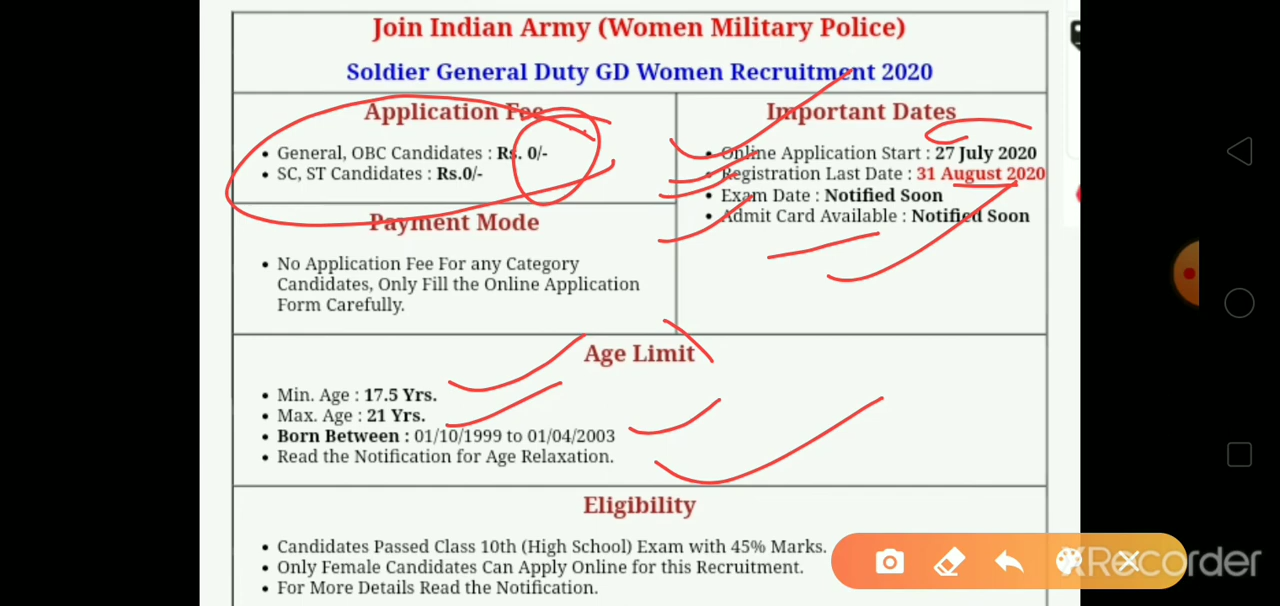 Join Indian Army (Women Military Police)
Soldier General Duty GD Women Recruitment 2020
Application Fee
• General, OBC Candidates : Rs. 0/-
• SC, ST Candidates : Rs.0/-
Payment Mode
• No Application Fee For any Category
Candidates, Only Fill the Online Application
Form Carefully.
Important Dates
• Online Application Start : 27 July 2020
• Registration Last Date : 31 August 2020
• Exam Date : Notified Soon
• Admit Card Available : Notified Soon
Age Limit
• Min. Age : 17.5 Yrs.
• Max. Age : 21 Yrs.
• Born Between : 01/10/1999 to 01/04/2003
• Read the Notification for Age Relaxation.
Eligibility
• Candidates Passed Class 10th (High School) Exam with 45% Marks.
• Only Female Candidates Can Apply Online for this Recruitment.
• For More Details Read the Notification.
XRecorder